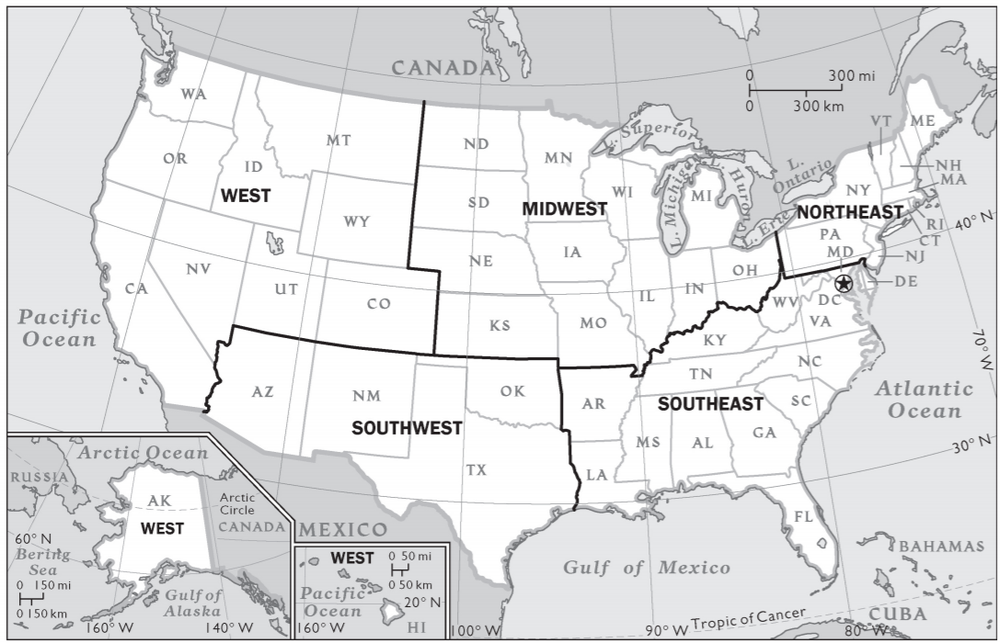 CANADA
0 300 mi
0 300 km
WA
MT
ND
MN
L. Superior
VT
ME
OR
ID
WEST
SD
MIDWEST
WI
L. Michigan
MI
L. Huron
L. Ontario
L. Erie
NY
NORTHEAST
NH
MA
RI
CT
40° N
WY
NE
IA
PA
MD
NJ
DE
NV
UT
CO
CA
IL
IN
OH
WV
DC
VA
KS
MO
KY
Pacific
Ocean
70° W
AZ
NM
OK
AR
TN
NC
SOUTHWEST
SOUTHEAST
SC
Atlantic
Ocean
TX
LA
MS
AL
GA
30° N
FL
Arctic Ocean
RUSSIA
AK
WEST
Arctic
Circle
CANADA
60° N
Bering
Sea
0 150 mi
0 150 km
Gulf of
Alaska
160° W
140° W
MEXICO
WEST
0 50 mi
0 50 km
Pacific
Ocean
20° N
160° W
HI
Gulf of Mexico
BAHAMAS
CUBA
Tropic of Cancer
100° W
90° W
80° W